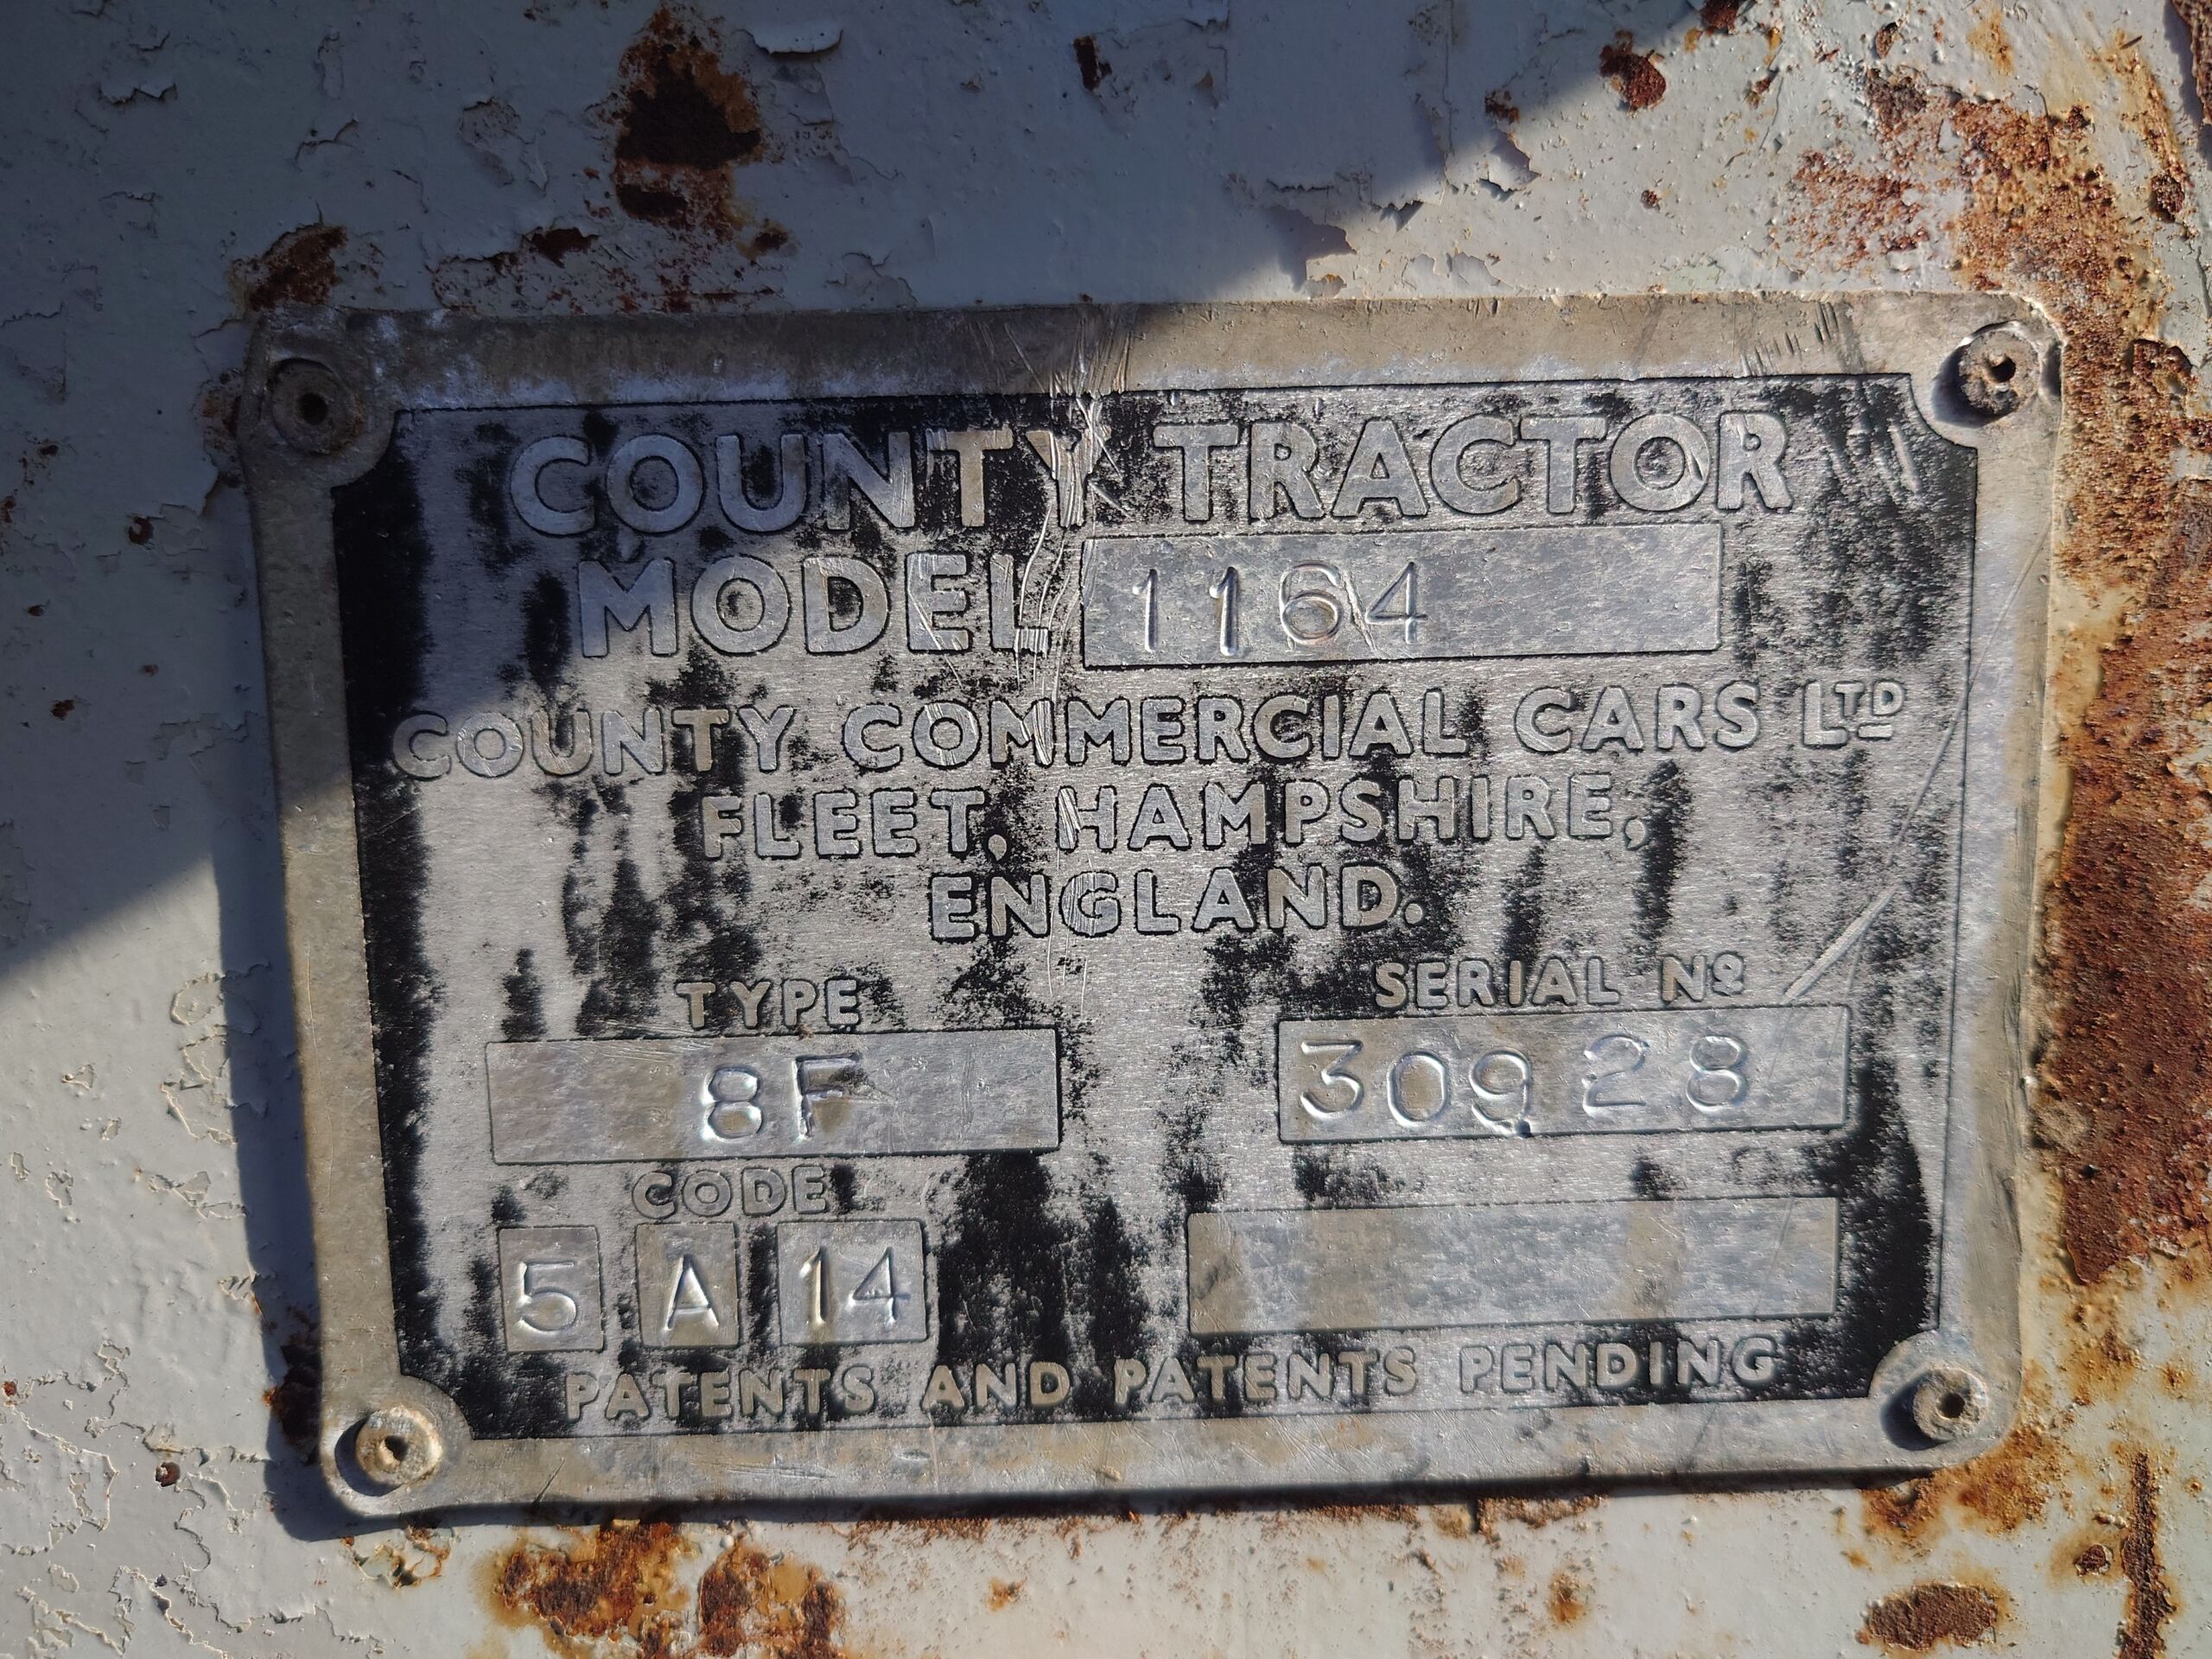 COUNTY TRACTOR
MODEL 1164
COUNTY COMMERCIAL CARS LTD
FLEET, HAMPSHIRE,
ENGLAND.
TYPE SERIAL No
8F 30928
CODE
5 A 14
PATENTS AND PATENTS PENDING